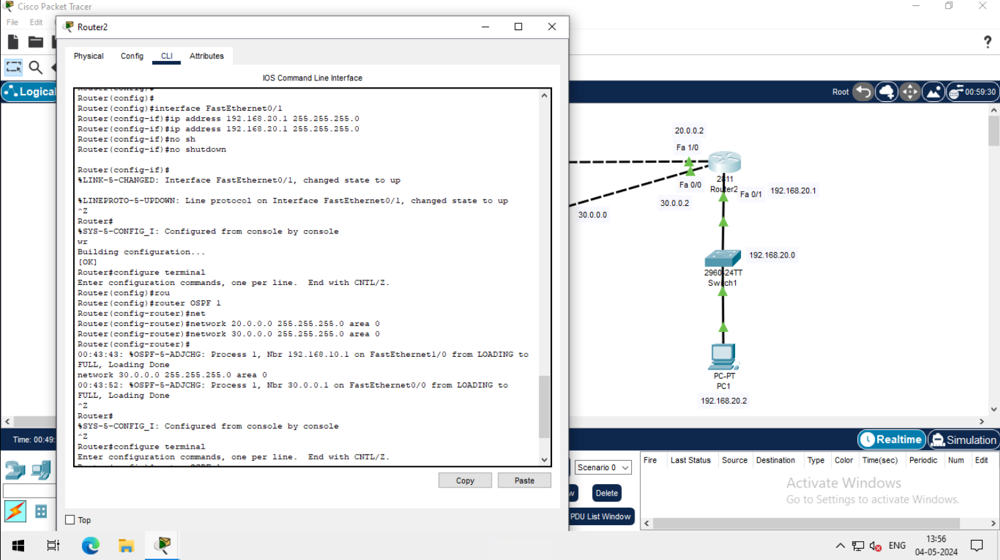 Cisco Packet Tracer
File
Edit
Router2
Physical
Config
CLI
Attributes
IOS Command Line Interface
Router(config)#
Router(config)#
Router(config)#interface FastEthernet0/1
Router(config-if)#ip address 192.168.20.1 255.255.255.0
Router(config-if)#ip address 192.168.20.1 255.255.255.0
Router(config-if)#no sh
Router(config-if)#no shutdown
Router(config-if)#
%LINK-5-CHANGED: Interface FastEthernet0/1, changed state to up
%LINEPROTO-5-UPDOWN: Line protocol on Interface FastEthernet0/1, changed state to up
^Z
Router#
%SYS-5-CONFIG_I: Configured from console by console
wr
Building configuration...
[OK]
Router#configure terminal
Enter configuration commands, one per line.  End with CNTL/Z.
Router(config)#rou
Router(config)#router OSPF 1
Router(config-router)#net
Router(config-router)#network 20.0.0.0 255.255.255.0 area 0
Router(config-router)#network 30.0.0.0 255.255.255.0 area 0
Router(config-router)#
00:43:43: %OSPF-5-ADJCHG: Process 1, Nbr 192.168.10.1 on FastEthernet1/0 from LOADING to
FULL, Loading Done
network 30.0.0.0 255.255.255.0 area 0
00:43:52: %OSPF-5-ADJCHG: Process 1, Nbr 30.0.0.1 on FastEthernet0/0 from LOADING to
FULL, Loading Done
^Z
Router#
%SYS-5-CONFIG_I: Configured from console by console
^Z
Router#configure terminal
Enter configuration commands, one per line.  End with CNTL/Z.
Copy
Paste
Top
Logical
Root
00:59:30
20.0.0.2
Fa 1/0
2811
Router2
Fa 0/0
Fa 0/1
192.168.20.1
30.0.0.2
30.0.0.0
192.168.20.0
2960-24TT
Switch1
PC-PT
PC1
192.168.20.2
Time: 00:49:
Realtime
Simulation
Scenario 0
Delete
PDU List Window
Fire
Last Status
Source
Destination
Type
Color
Time(sec)
Periodic
Num
Edit
Activate Windows
Go to Settings to activate Windows.
ENG
13:56
04-05-2024